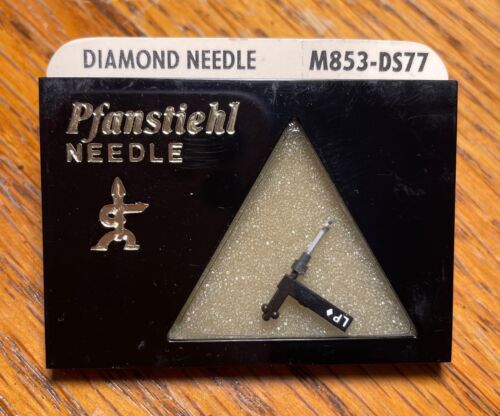 DIAMOND NEEDLE M853-DS77
Pfanstiehl
NEEDLE
LP♦